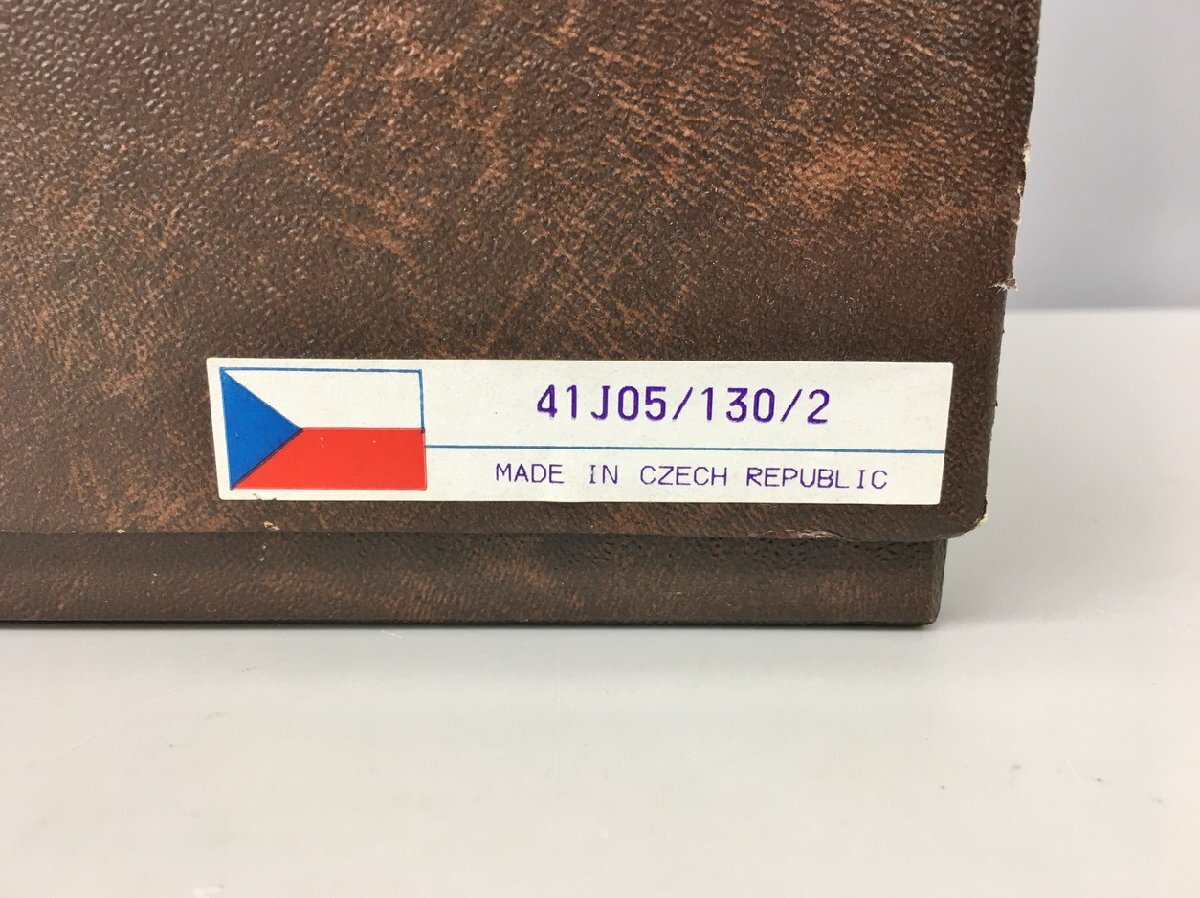 41J05/130/2
MADE IN CZECH REPUBLIC